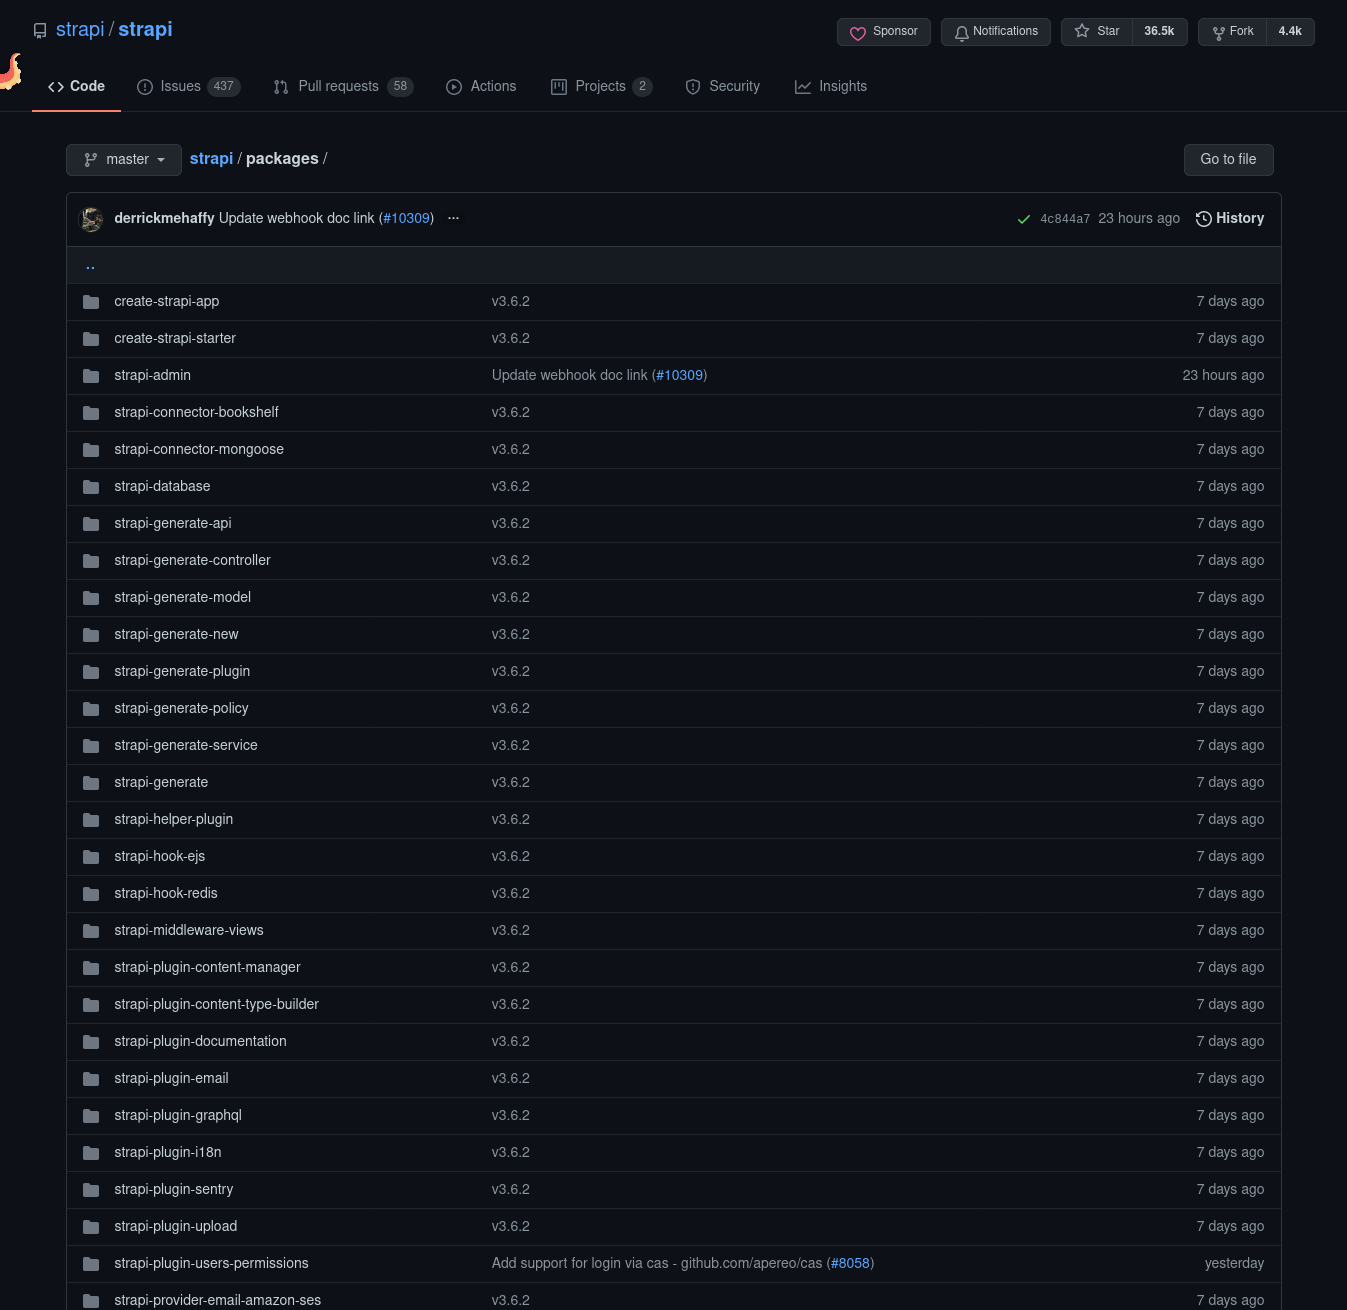 strapi / strapi Sponsor Notifications Star 36.5k Fork 4.4k
Code Issues 437 Pull requests 58 Actions Projects 2 Security Insights
master strapi / packages / Go to file
derrickmehaffy Update webhook doc link (#10309) ... 4c844a7 23 hours ago History
..
create-strapi-app v3.6.2 7 days ago
create-strapi-starter v3.6.2 7 days ago
strapi-admin Update webhook doc link (#10309) 23 hours ago
strapi-connector-bookshelf v3.6.2 7 days ago
strapi-connector-mongoose v3.6.2 7 days ago
strapi-database v3.6.2 7 days ago
strapi-generate-api v3.6.2 7 days ago
strapi-generate-controller v3.6.2 7 days ago
strapi-generate-model v3.6.2 7 days ago
strapi-generate-new v3.6.2 7 days ago
strapi-generate-plugin v3.6.2 7 days ago
strapi-generate-policy v3.6.2 7 days ago
strapi-generate-service v3.6.2 7 days ago
strapi-generate v3.6.2 7 days ago
strapi-helper-plugin v3.6.2 7 days ago
strapi-hook-ejs v3.6.2 7 days ago
strapi-hook-redis v3.6.2 7 days ago
strapi-middleware-views v3.6.2 7 days ago
strapi-plugin-content-manager v3.6.2 7 days ago
strapi-plugin-content-type-builder v3.6.2 7 days ago
strapi-plugin-documentation v3.6.2 7 days ago
strapi-plugin-email v3.6.2 7 days ago
strapi-plugin-graphql v3.6.2 7 days ago
strapi-plugin-i18n v3.6.2 7 days ago
strapi-plugin-sentry v3.6.2 7 days ago
strapi-plugin-upload v3.6.2 7 days ago
strapi-plugin-users-permissions Add support for login via cas - github.com/apereo/cas (#8058) yesterday
strapi-provider-email-amazon-ses v3.6.2 7 days ago